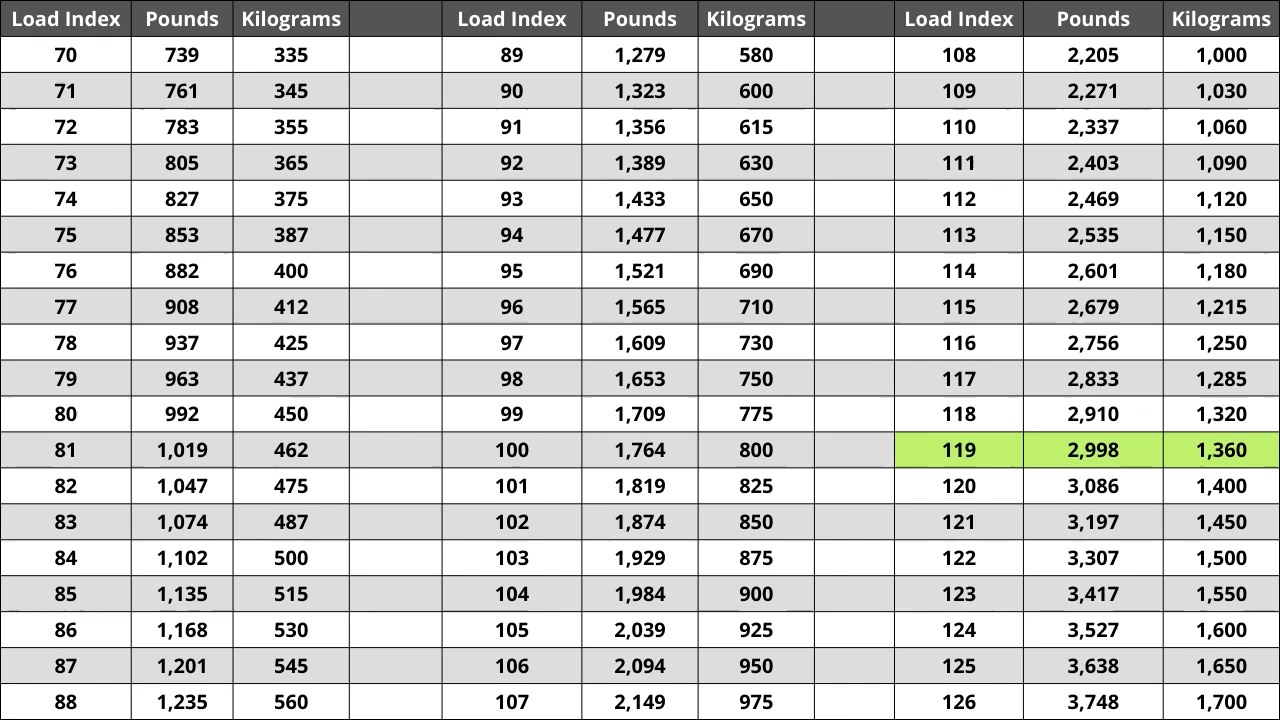 Load Index Pounds Kilograms Load Index Pounds Kilograms Load Index Pounds Kilograms
70 739 335 89 1,279 580 108 2,205 1,000
71 761 345 90 1,323 600 109 2,271 1,030
72 783 355 91 1,356 615 110 2,337 1,060
73 805 365 92 1,389 630 111 2,403 1,090
74 827 375 93 1,433 650 112 2,469 1,120
75 853 387 94 1,477 670 113 2,535 1,150
76 882 400 95 1,521 690 114 2,601 1,180
77 908 412 96 1,565 710 115 2,679 1,215
78 937 425 97 1,609 730 116 2,756 1,250
79 963 437 98 1,653 750 117 2,833 1,285
80 992 450 99 1,709 775 118 2,910 1,320
81 1,019 462 100 1,764 800 119 2,998 1,360
82 1,047 475 101 1,819 825 120 3,086 1,400
83 1,074 487 102 1,874 850 121 3,197 1,450
84 1,102 500 103 1,929 875 122 3,307 1,500
85 1,135 515 104 1,984 900 123 3,417 1,550
86 1,168 530 105 2,039 925 124 3,527 1,600
87 1,201 545 106 2,094 950 125 3,638 1,650
88 1,235 560 107 2,149 975 126 3,748 1,700